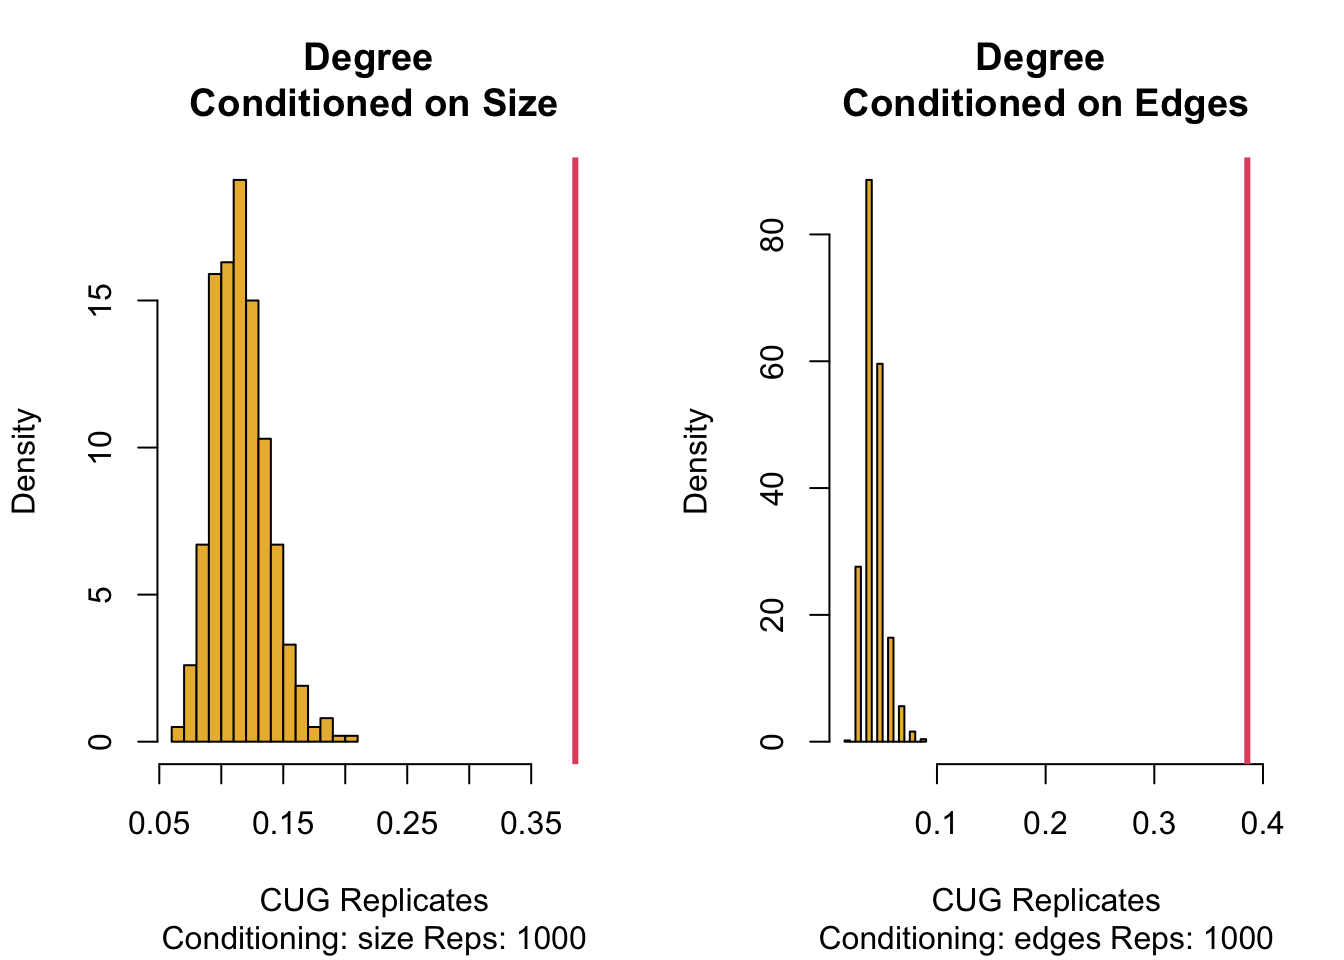 Degree
Conditioned on Size
Density
15
10
5
0
0.05 0.15 0.25 0.35
CUG Replicates
Conditioning: size Reps: 1000
Degree
Conditioned on Edges
Density
80
60
40
20
0
0.1 0.2 0.3 0.4
CUG Replicates
Conditioning: edges Reps: 1000